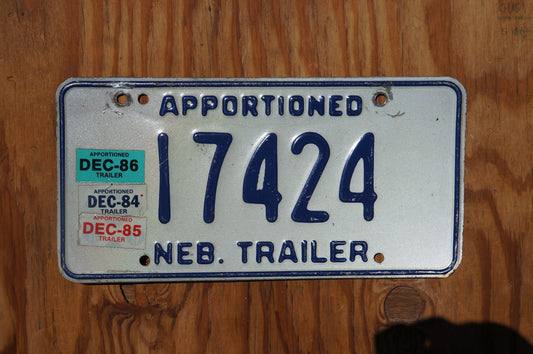 APPORTIONED
APPORTIONED
DEC-86
TRAILER
APPORTIONED
DEC-84
TRAILER
APPORTIONED
DEC-85
TRAILER
17424
NEB. TRAILER